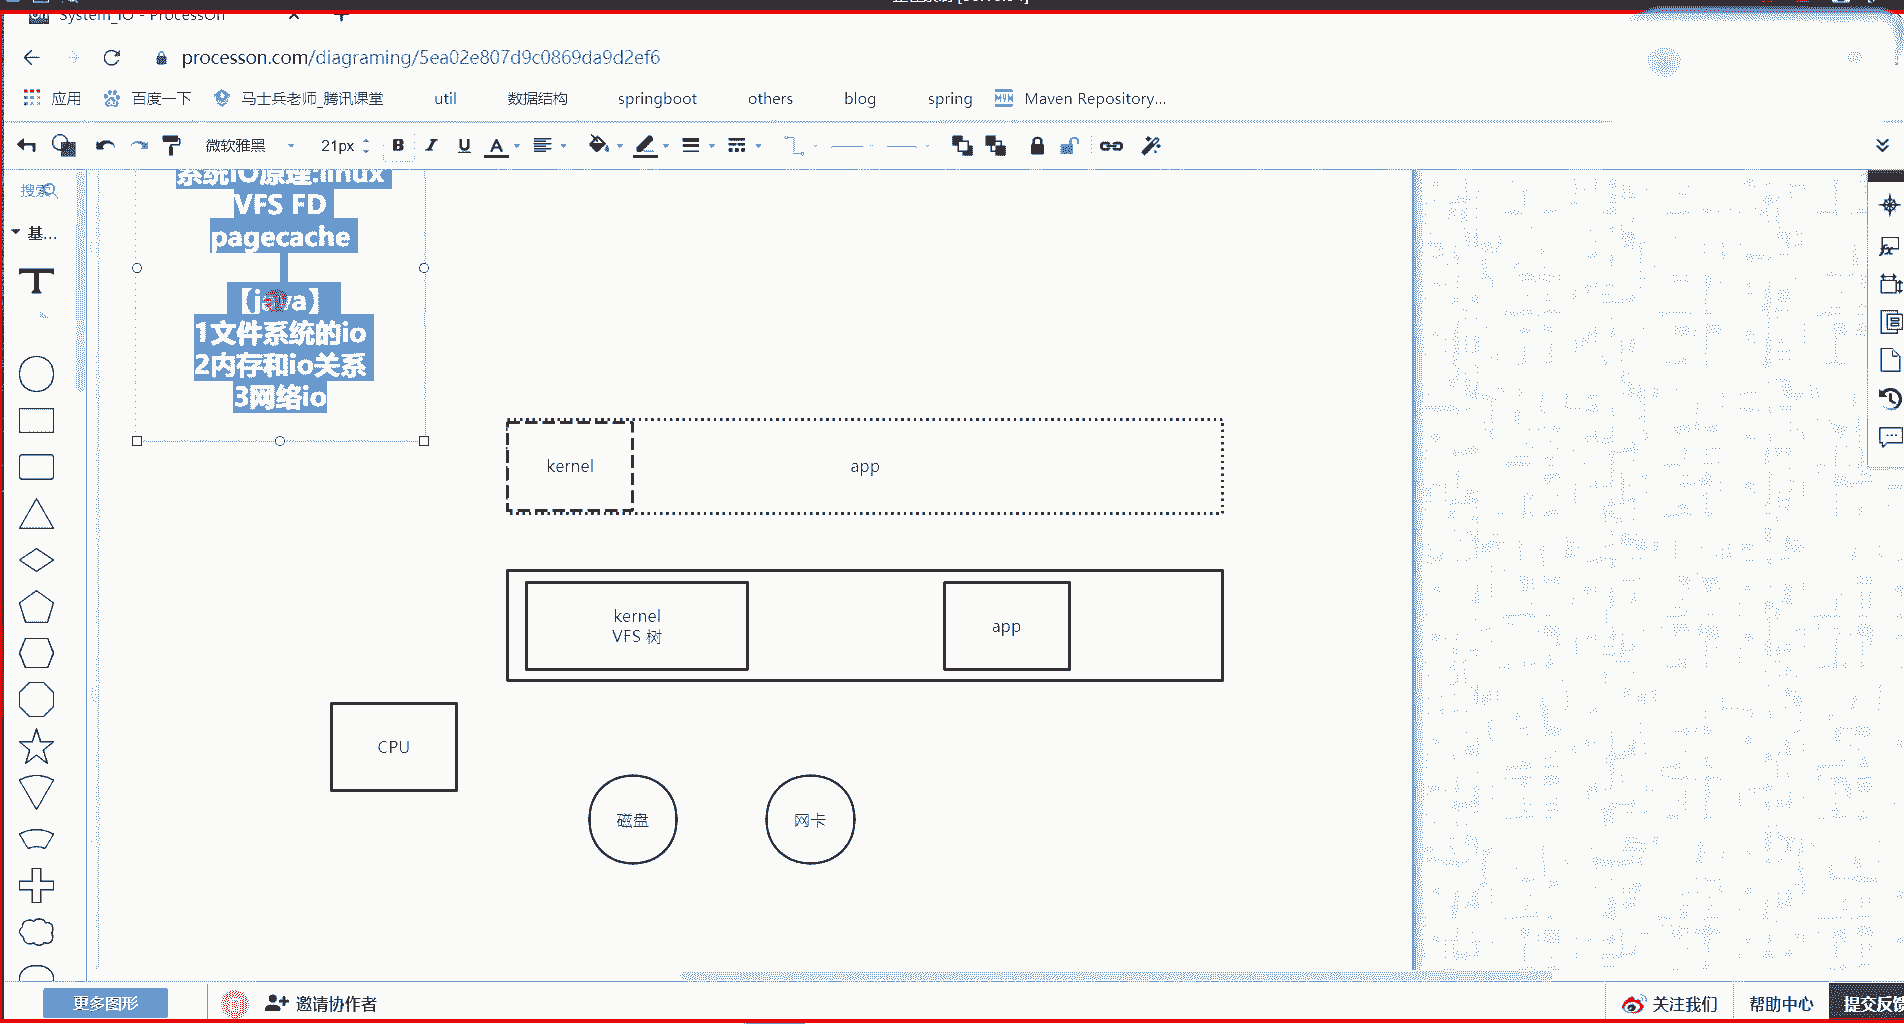 System_IO - ProcessOn
processon.com/diagraming/5ea02e807d9c0869da9d2ef6
应用 百度一下 马士兵老师_腾讯课堂 util 数据结构 springboot others blog spring Maven Repository...
微软雅黑 21px B I U A
搜索
基...
T
系统IO原理:linux
VFS FD
pagecache
【java】
1文件系统的io
2内存和io关系
3网络io
kernel app
kernel
VFS 树
app
CPU
磁盘 网卡
更多图形 邀请协作者 关注我们 帮助中心 提交反馈